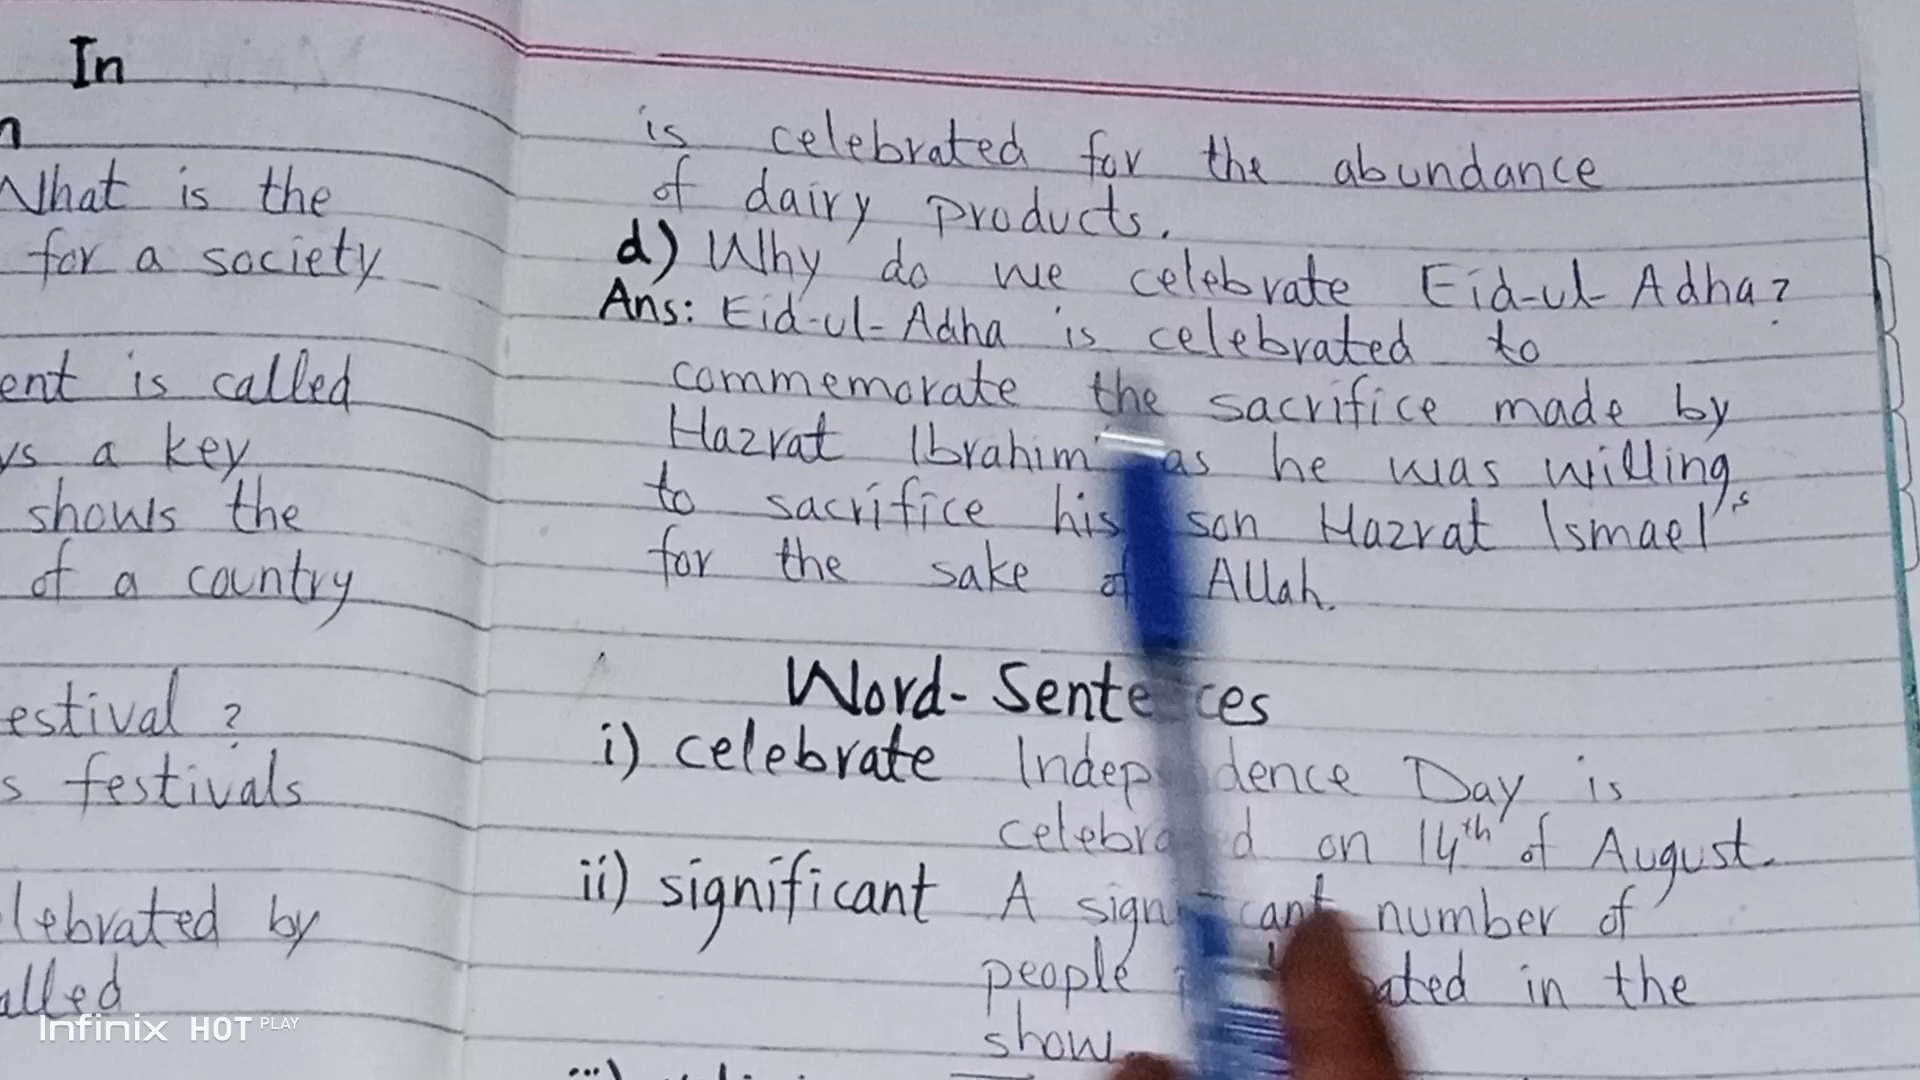 In
n
What is the
for a society
ent is called
ys a key
shows the
of a country
estival ?
s festivals
lebrated by
alled
is celebrated for the abundance
of dairy products.
d) Why do we celebrate Eid-ul-Adha?
Ans: Eid-ul-Adha is celebrated to
commemorate the sacrifice made by
Hazrat Ibrahim as he was willing
to sacrifice his son Hazrat Ismael's
for the sake of Allah.
Word-Sente ces
i) celebrate Indep dence Day is
celebra d on 14th of August.
ii) significant A sign cant number of
people p ated in the
show.
Infinix HOT PLAY